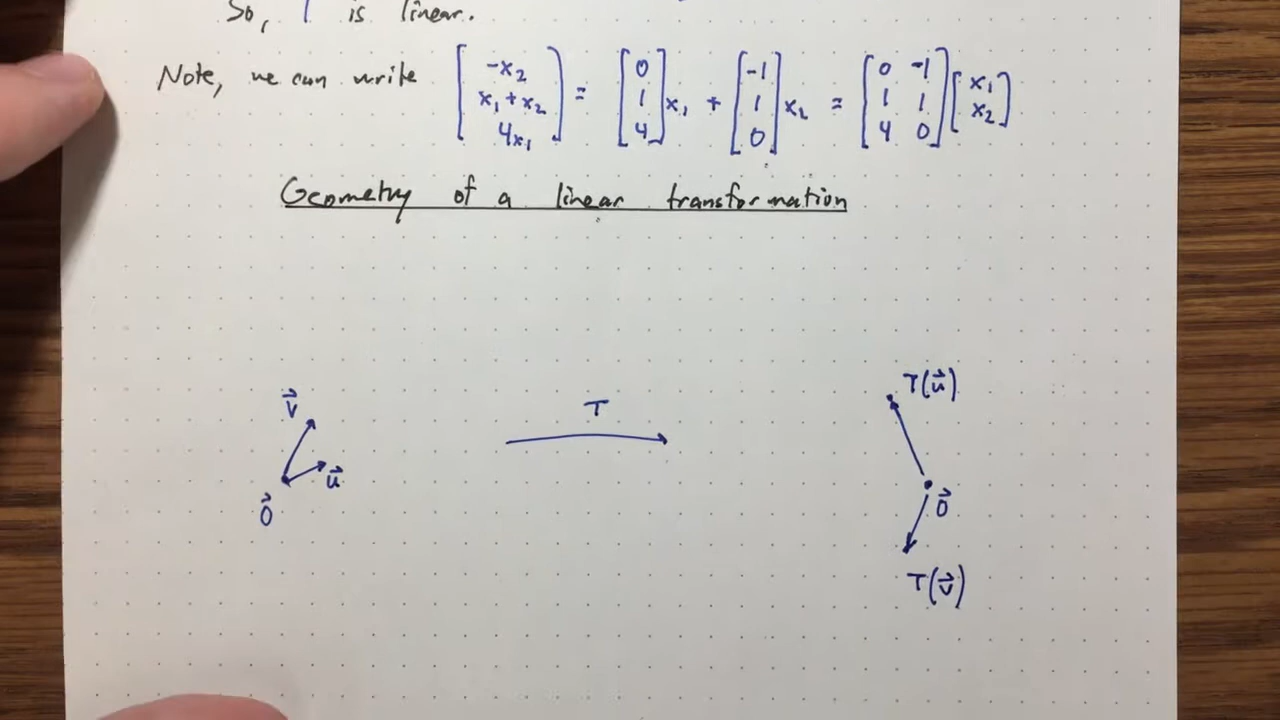 So, T is linear.
Note, we can write [-x₂ x₁+x₂ 4x₁] = [0 1 4]x₁ + [-1 1 0]x₂ = [0 -1 1 1 4 0][x₁ x₂]
Geometry of a linear transformation
v⃗
u⃗
0⃗
T
T(u⃗)
0⃗
T(v⃗)